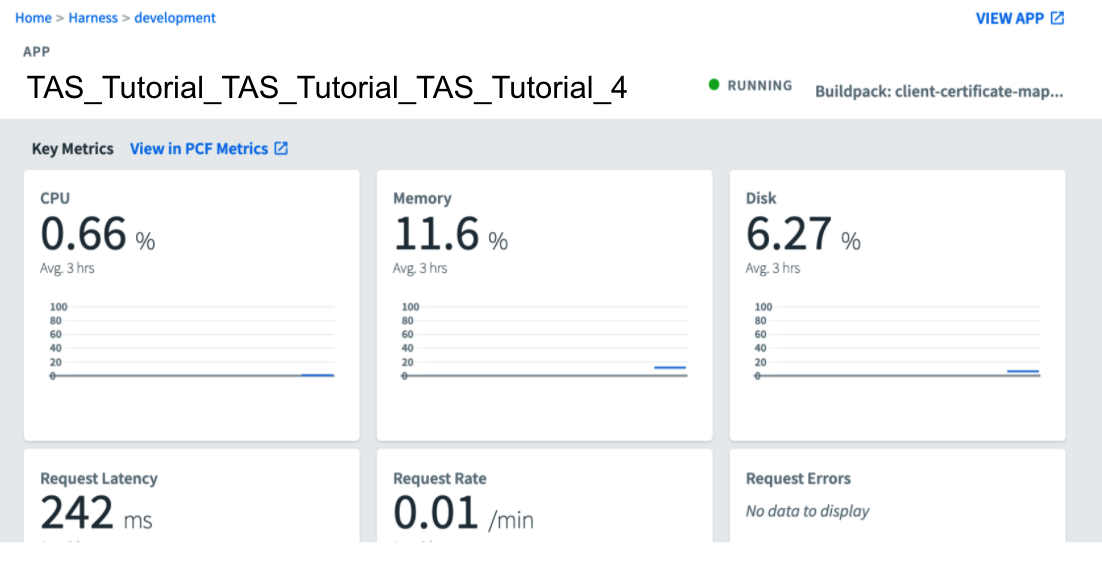 Home > Harness > development
VIEW APP
APP
TAS_Tutorial_TAS_Tutorial_TAS_Tutorial_4
RUNNING
Buildpack: client-certificate-map...
Key Metrics View in PCF Metrics
CPU
0.66 %
Avg. 3 hrs
100
80
60
40
20
0
Memory
11.6 %
Avg. 3 hrs
100
80
60
40
20
0
Disk
6.27 %
Avg. 3 hrs
100
80
60
40
20
0
Request Latency
242 ms
Request Rate
0.01 /min
Request Errors
No data to display